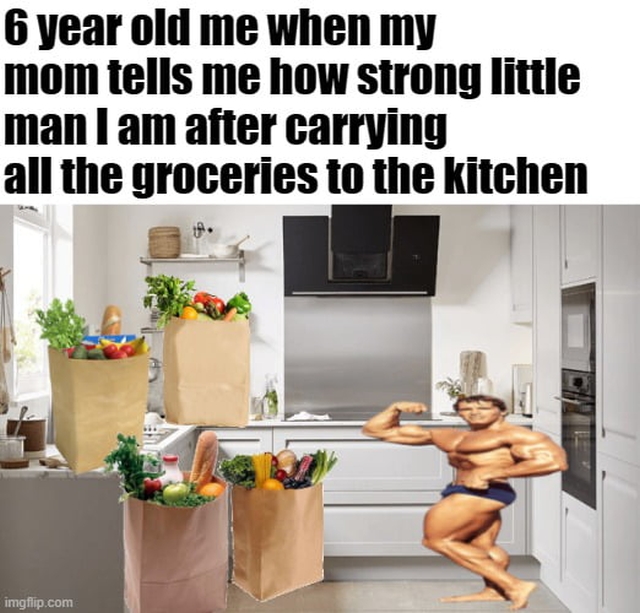 6 year old me when my
mom tells me how strong little
man I am after carrying
all the groceries to the kitchen
imgflip.com